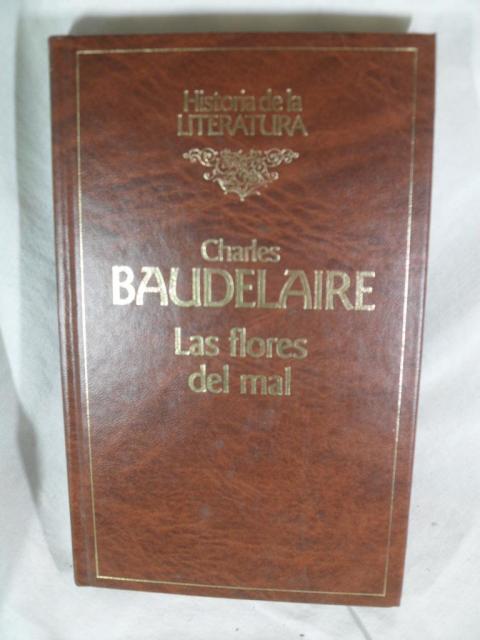 Historia de la
LITERATURA
Charles
BAUDELAIRE
Las flores
del mal